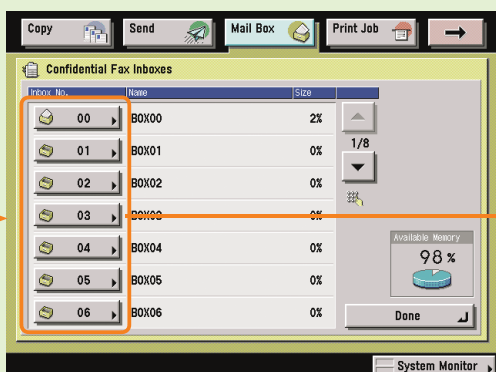 Copy Send Mail Box Print Job
Confidential Fax Inboxes
Inbox No. Name Size
00 BOX00 2%
01 BOX01 0%
1/8
02 BOX02 0%
03 BOX03 0%
Available Memory
98 %
04 BOX04 0%
05 BOX05 0%
06 BOX06 0%
Done
System Monitor